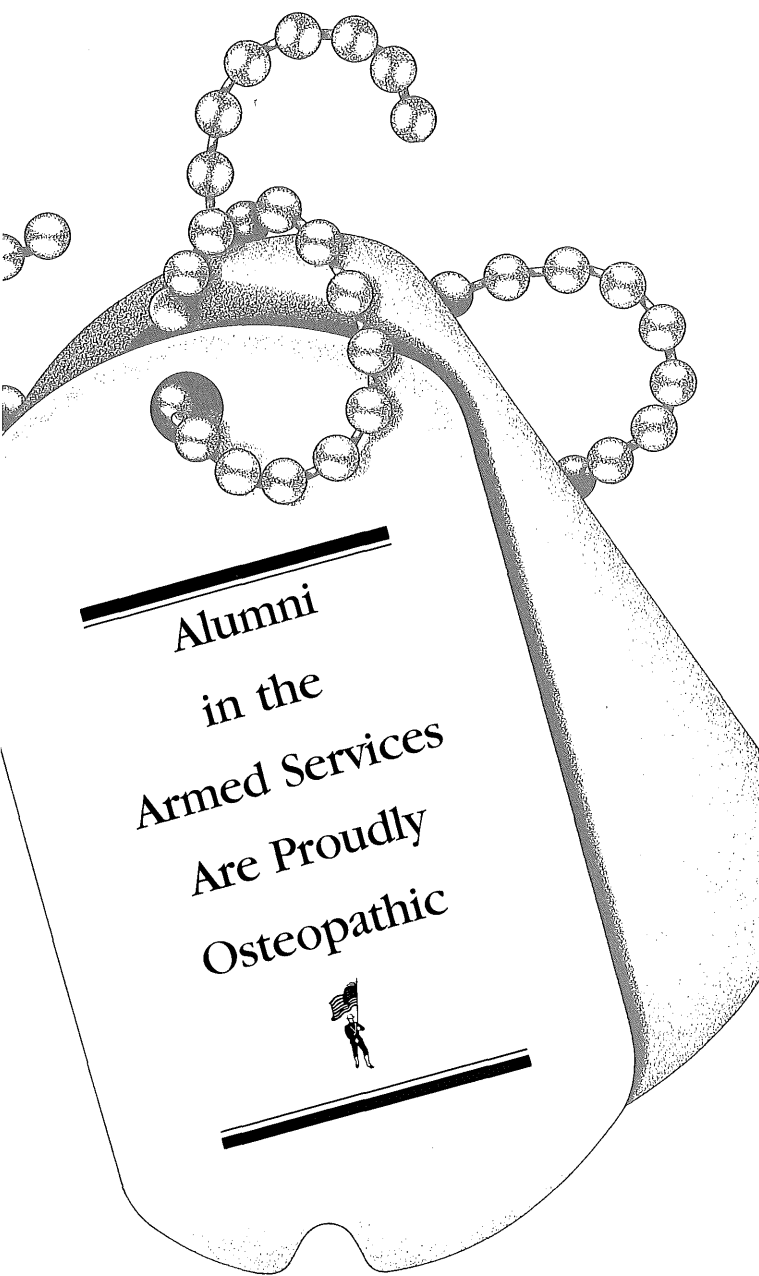 Alumni
in the
Armed Services
Are Proudly
Osteopathic